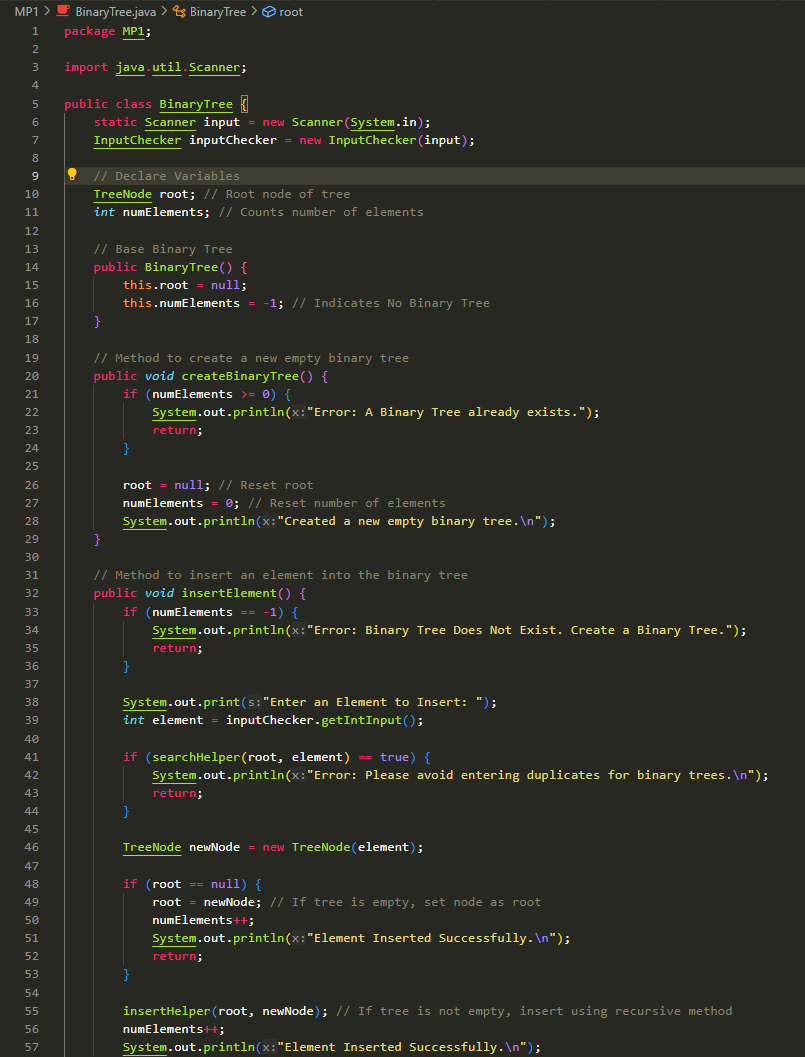 MP1 > BinaryTree.java > BinaryTree > root
1 package MP1;
2
3 import java.util.Scanner;
4
5 public class BinaryTree {
6     static Scanner input = new Scanner(System.in);
7     InputChecker inputChecker = new InputChecker(input);
8
9     // Declare Variables
10     TreeNode root; // Root node of tree
11     int numElements; // Counts number of elements
12
13     // Base Binary Tree
14     public BinaryTree() {
15         this.root = null;
16         this.numElements = -1; // Indicates No Binary Tree
17     }
18
19     // Method to create a new empty binary tree
20     public void createBinaryTree() {
21         if (numElements >= 0) {
22             System.out.println(x:"Error: A Binary Tree already exists.");
23             return;
24         }
25
26         root = null; // Reset root
27         numElements = 0; // Reset number of elements
28         System.out.println(x:"Created a new empty binary tree.\n");
29     }
30
31     // Method to insert an element into the binary tree
32     public void insertElement() {
33         if (numElements == -1) {
34             System.out.println(x:"Error: Binary Tree Does Not Exist. Create a Binary Tree.");
35             return;
36         }
37
38         System.out.print(s:"Enter an Element to Insert: ");
39         int element = inputChecker.getIntInput();
40
41         if (searchHelper(root, element) == true) {
42             System.out.println(x:"Error: Please avoid entering duplicates for binary trees.\n");
43             return;
44         }
45
46         TreeNode newNode = new TreeNode(element);
47
48         if (root == null) {
49             root = newNode; // If tree is empty, set node as root
50             numElements++;
51             System.out.println(x:"Element Inserted Successfully.\n");
52             return;
53         }
54
55         insertHelper(root, newNode); // If tree is not empty, insert using recursive method
56         numElements++;
57         System.out.println(x:"Element Inserted Successfully.\n");